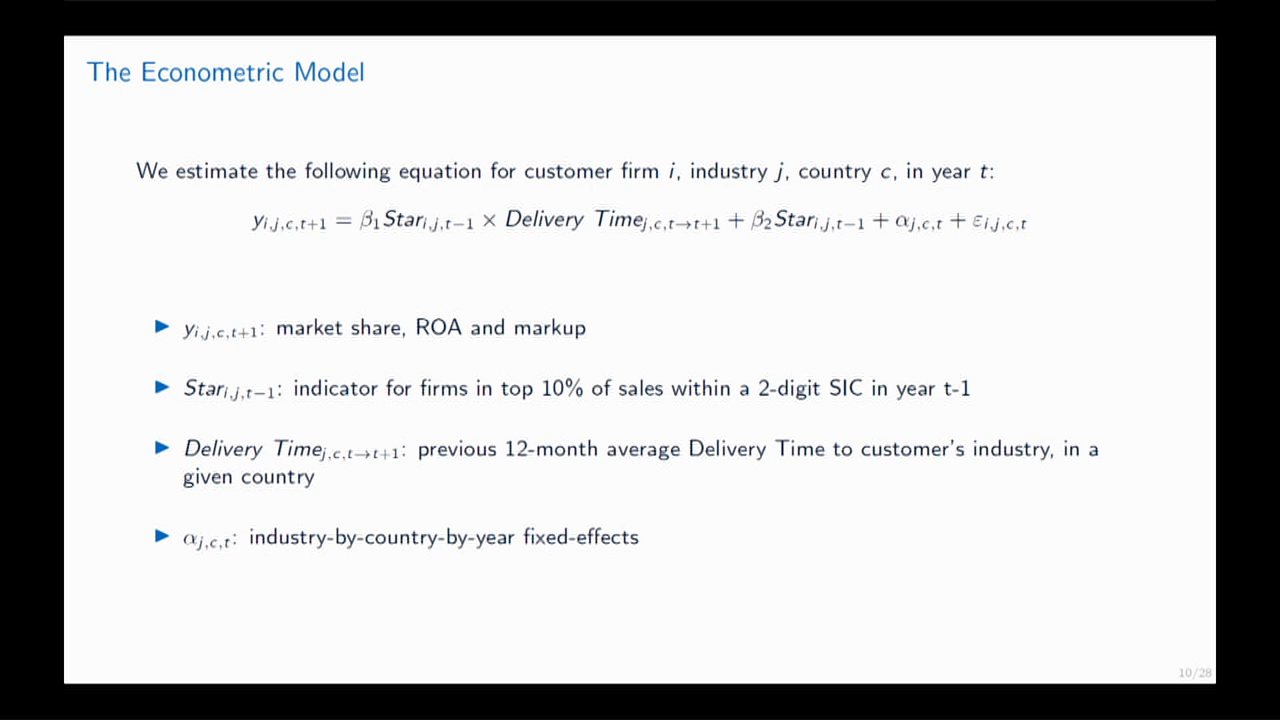 The Econometric Model
We estimate the following equation for customer firm i, industry j, country c, in year t:
y_{i,j,c,t+1} = β_1 Star_{i,j,t−1} × Delivery Time_{j,c,t→t+1} + β_2 Star_{i,j,t−1} + α_{j,c,t} + ε_{i,j,c,t}
▶ y_{i,j,c,t+1}: market share, ROA and markup
▶ Star_{i,j,t−1}: indicator for firms in top 10% of sales within a 2-digit SIC in year t-1
▶ Delivery Time_{j,c,t→t+1}: previous 12-month average Delivery Time to customer's industry, in a
given country
▶ α_{j,c,t}: industry-by-country-by-year fixed-effects
10/28